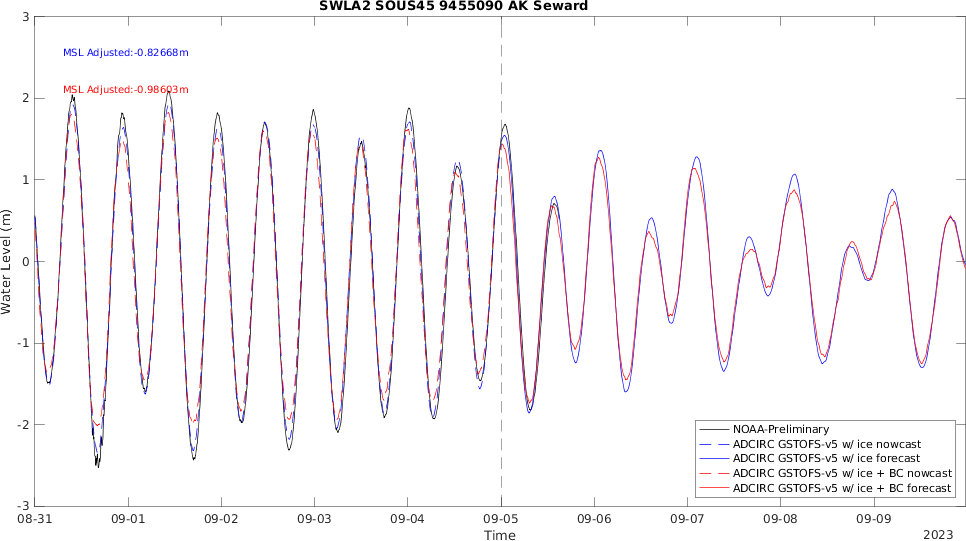 SWLA2 SOUS45 9455090 AK Seward
MSL Adjusted:-0.82668m
MSL Adjusted:-0.98603m
Water Level (m)
3
2
1
0
-1
-2
-3
NOAA-Preliminary
ADCIRC GSTOFS-v5 w/ ice nowcast
ADCIRC GSTOFS-v5 w/ ice forecast
ADCIRC GSTOFS-v5 w/ ice + BC nowcast
ADCIRC GSTOFS-v5 w/ ice + BC forecast
08-31 09-01 09-02 09-03 09-04 09-05 09-06 09-07 09-08 09-09
Time
2023